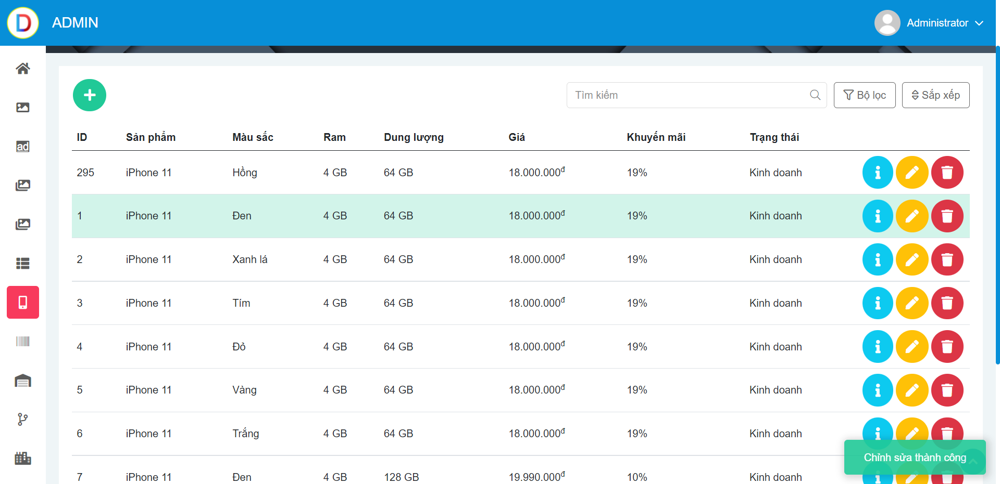 D ADMIN Administrator
Tìm kiếm Bộ lọc Sắp xếp
ad
ID Sản phẩm Màu sắc Ram Dung lượng Giá Khuyến mãi Trạng thái
295 iPhone 11 Hồng 4 GB 64 GB 18.000.000đ 19% Kinh doanh
1 iPhone 11 Đen 4 GB 64 GB 18.000.000đ 19% Kinh doanh
2 iPhone 11 Xanh lá 4 GB 64 GB 18.000.000đ 19% Kinh doanh
3 iPhone 11 Tím 4 GB 64 GB 18.000.000đ 19% Kinh doanh
4 iPhone 11 Đỏ 4 GB 64 GB 18.000.000đ 19% Kinh doanh
5 iPhone 11 Vàng 4 GB 64 GB 18.000.000đ 19% Kinh doanh
6 iPhone 11 Trắng 4 GB 64 GB 18.000.000đ 19% Kinh doanh
Chỉnh sửa thành công
7 iPhone 11 Đen 4 GB 128 GB 19.990.000đ 10% Kinh doanh